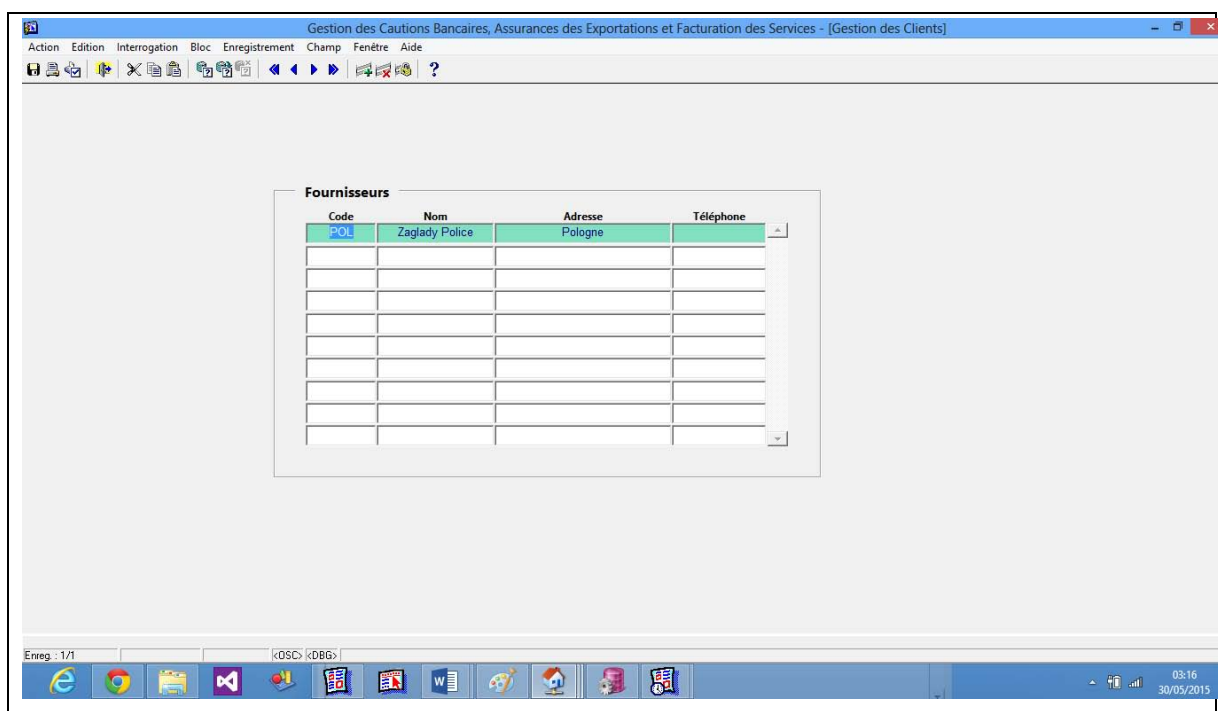 Gestion des Cautions Bancaires, Assurances des Exportations et Facturation des Services - [Gestion des Clients]
Action Edition Interrogation Bloc Enregistrement Champ Fenêtre Aide
Fournisseurs
Code Nom Adresse Téléphone
POL Zaglady Police Pologne
Enreg. : 1/1 <OSC> <DBG>
03:16
30/05/2015